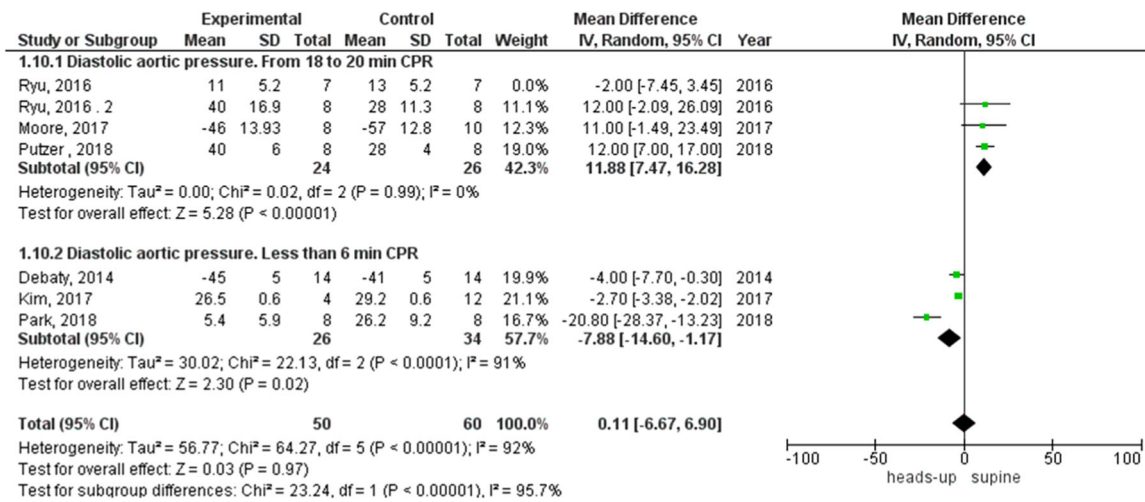 Experimental Control Mean Difference Mean Difference
Study or Subgroup Mean SD Total Mean SD Total Weight IV, Random, 95% CI Year IV, Random, 95% CI
1.10.1 Diastolic aortic pressure. From 18 to 20 min CPR
Ryu, 2016 11 5.2 7 13 5.2 7 0.0% -2.00 [-7.45, 3.45] 2016
Ryu, 2016 . 2 40 16.9 8 28 11.3 8 11.1% 12.00 [-2.09, 26.09] 2016
Moore, 2017 -46 13.93 8 -57 12.8 10 12.3% 11.00 [-1.49, 23.49] 2017
Putzer, 2018 40 6 8 28 4 8 19.0% 12.00 [7.00, 17.00] 2018
Subtotal (95% CI) 24 26 42.3% 11.88 [7.47, 16.28]
Heterogeneity: Tau² = 0.00; Chi² = 0.02, df = 2 (P = 0.99); I² = 0%
Test for overall effect: Z = 5.28 (P < 0.00001)
1.10.2 Diastolic aortic pressure. Less than 6 min CPR
Debaty, 2014 -45 5 14 -41 5 14 19.9% -4.00 [-7.70, -0.30] 2014
Kim, 2017 26.5 0.6 4 29.2 0.6 12 21.1% -2.70 [-3.38, -2.02] 2017
Park, 2018 5.4 5.9 8 26.2 9.2 8 16.7% -20.80 [-28.37, -13.23] 2018
Subtotal (95% CI) 26 34 57.7% -7.88 [-14.60, -1.17]
Heterogeneity: Tau² = 30.02; Chi² = 22.13, df = 2 (P < 0.0001); I² = 91%
Test for overall effect: Z = 2.30 (P = 0.02)
Total (95% CI) 50 60 100.0% 0.11 [-6.67, 6.90]
Heterogeneity: Tau² = 56.77; Chi² = 64.27, df = 5 (P < 0.00001); I² = 92%
Test for overall effect: Z = 0.03 (P = 0.97)
Test for subgroup differences: Chi² = 23.24, df = 1 (P < 0.00001), I² = 95.7%
-100 -50 0 50 100
heads-up supine